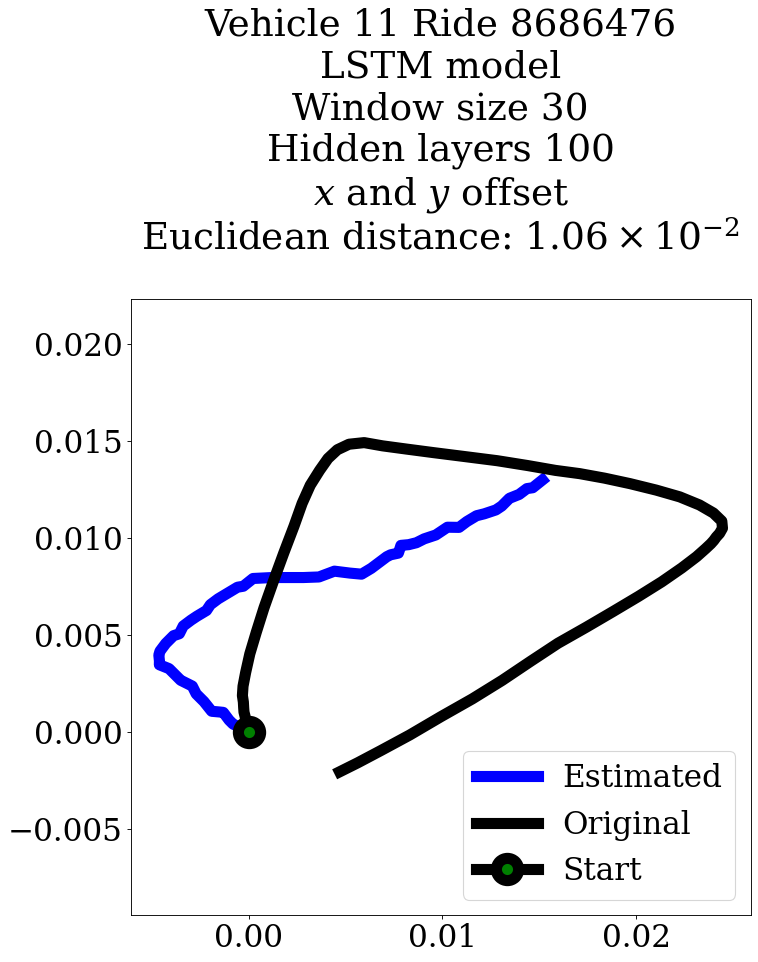 Vehicle 11 Ride 8686476
LSTM model
Window size 30
Hidden layers 100
x and y offset
Euclidean distance: 1.06 × 10⁻²
0.020
0.015
0.010
0.005
0.000
−0.005
0.00
0.01
0.02
Estimated
Original
Start